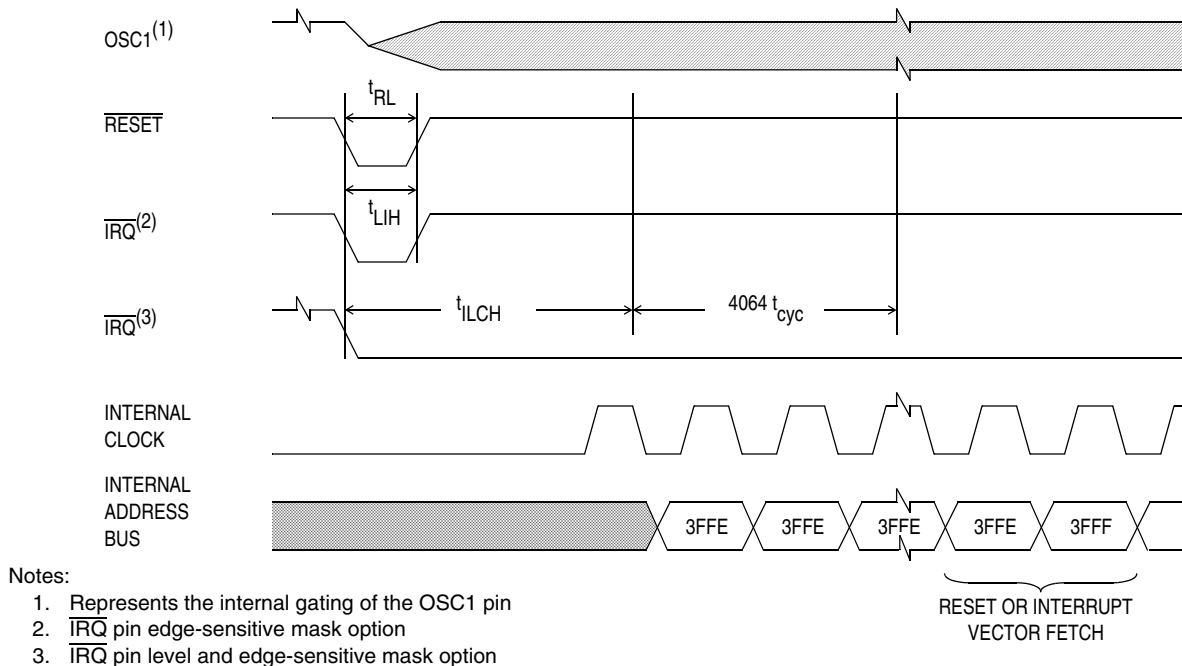 OSC1(1)
tRL
RESET
tLIH
IRQ(2)
IRQ(3)
tILCH
4064 tcyc
INTERNAL
CLOCK
INTERNAL
ADDRESS
BUS
3FFE 3FFE 3FFE 3FFE 3FFF
RESET OR INTERRUPT
VECTOR FETCH
Notes:
1. Represents the internal gating of the OSC1 pin
2. IRQ pin edge-sensitive mask option
3. IRQ pin level and edge-sensitive mask option